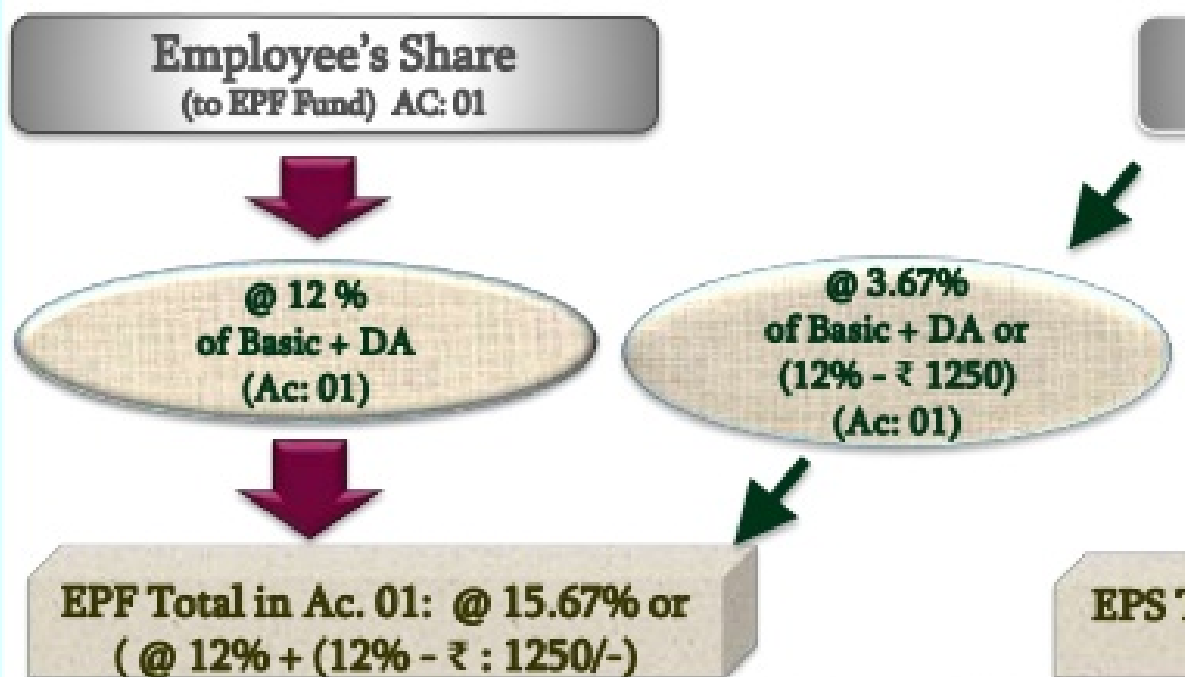 Employee's Share
(to EPF Fund) AC: 01
@ 12 %
of Basic + DA
(Ac: 01)
@ 3.67%
of Basic + DA or
(12% - ₹ 1250)
(Ac: 01)
EPF Total in Ac. 01: @ 15.67% or
( @ 12% + (12% - ₹ : 1250/-)
EPS T